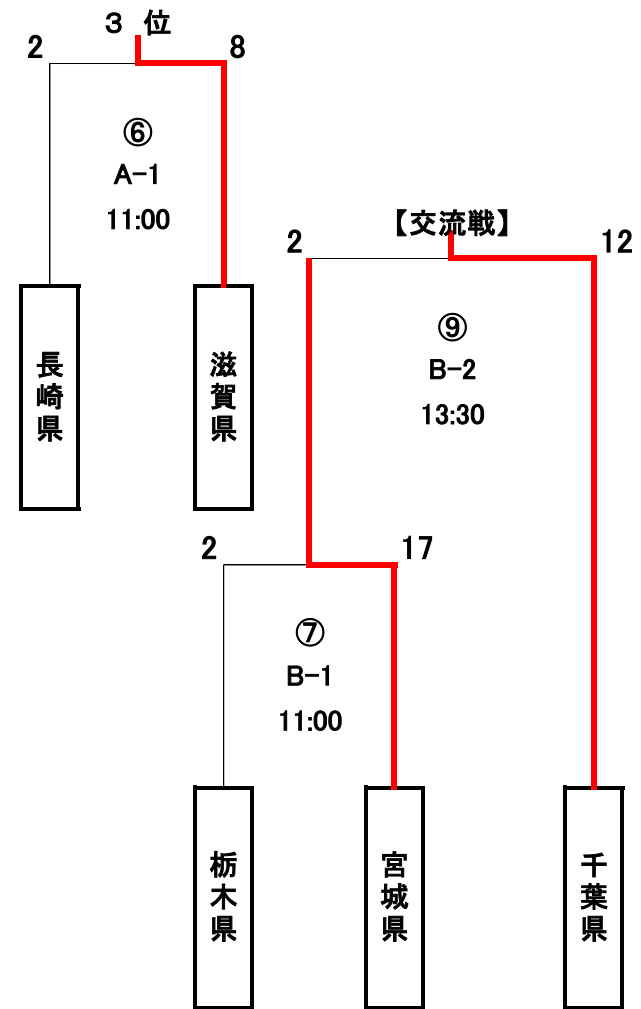 ３ 位
2 8
⑥
A-1
11:00
長崎県
滋賀県
【交流戦】
2 12
⑨
B-2
13:30
2 17
⑦
B-1
11:00
栃木県
宮城県
千葉県